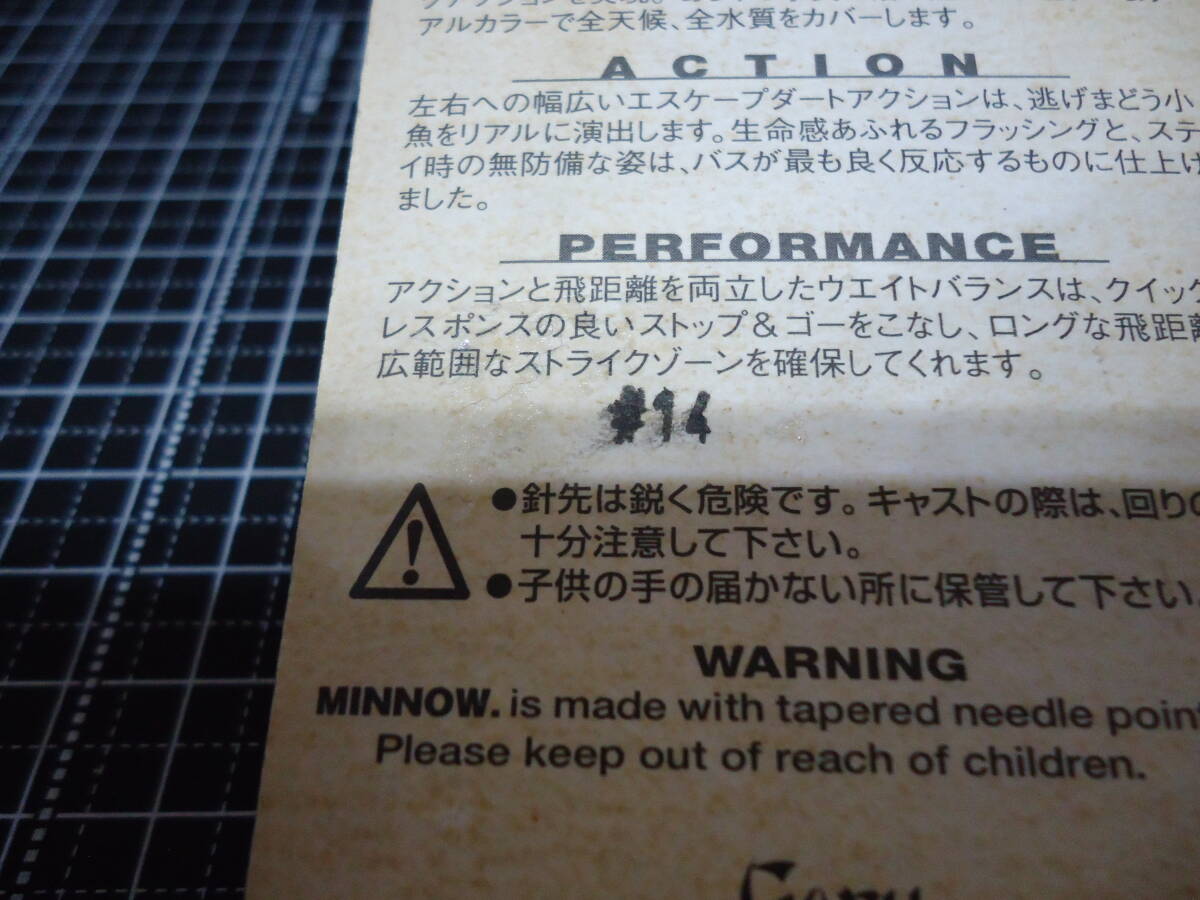 アルカラーで全天候、全水質をカバーします。
ACTION
左右への幅広いエスケープダートアクションは、逃げまどう小
魚をリアルに演出します。生命感あふれるフラッシングと、ステ
イ時の無防備な姿は、バスが最も良く反応するものに仕上げ
ました。
PERFORMANCE
アクションと飛距離を両立したウエイトバランスは、クイック
レスポンスの良いストップ&ゴーをこなし、ロングな飛距離
広範囲なストライクゾーンを確保してくれます。
#14
●針先は鋭く危険です。キャストの際は、回りの
十分注意して下さい。
●子供の手の届かない所に保管して下さい。
WARNING
MINNOW. is made with tapered needle poin
Please keep out of reach of children.
Gary